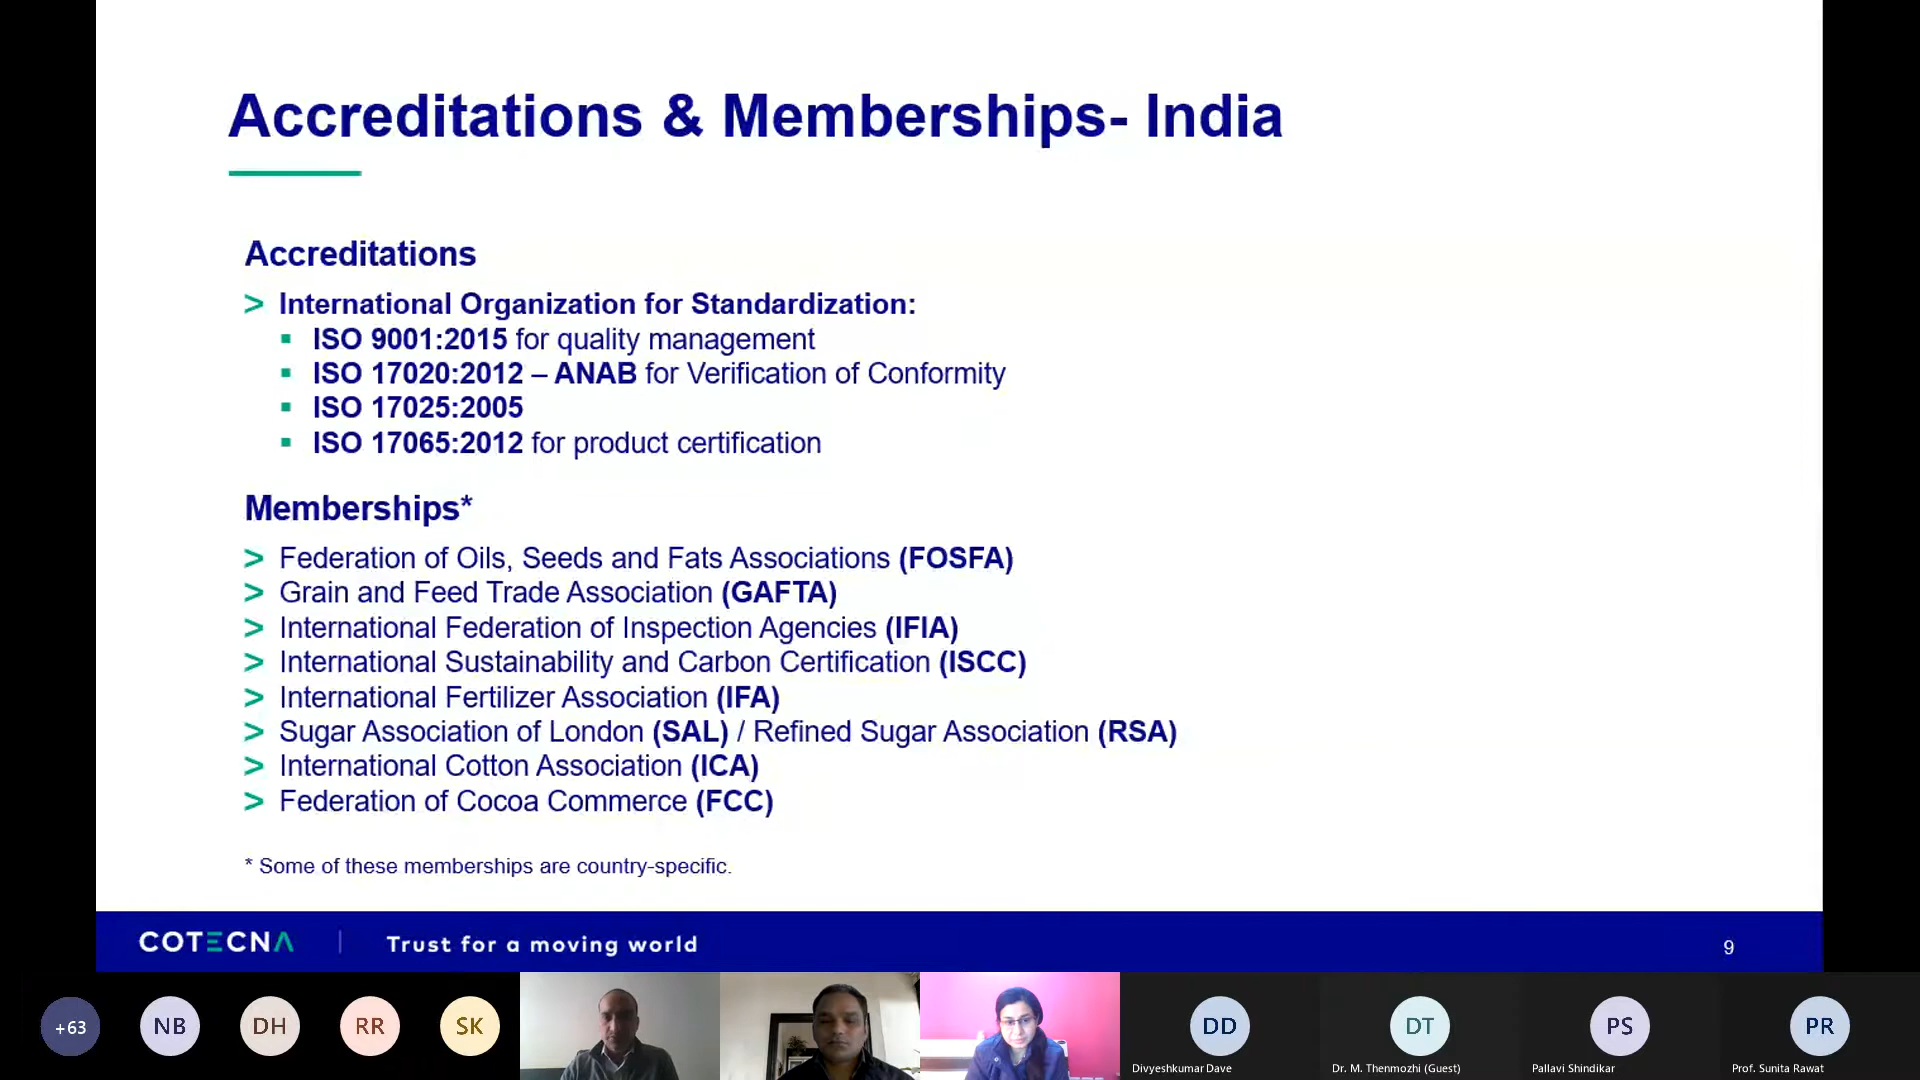 Accreditations & Memberships- India
Accreditations
> International Organization for Standardization:
▪ ISO 9001:2015 for quality management
▪ ISO 17020:2012 – ANAB for Verification of Conformity
▪ ISO 17025:2005
▪ ISO 17065:2012 for product certification
Memberships*
> Federation of Oils, Seeds and Fats Associations (FOSFA)
> Grain and Feed Trade Association (GAFTA)
> International Federation of Inspection Agencies (IFIA)
> International Sustainability and Carbon Certification (ISCC)
> International Fertilizer Association (IFA)
> Sugar Association of London (SAL) / Refined Sugar Association (RSA)
> International Cotton Association (ICA)
> Federation of Cocoa Commerce (FCC)
* Some of these memberships are country-specific.
COTECNA | Trust for a moving world 9
+63 NB DH RR SK DD DT PS PR
Divyeshkumar Dave Dr. M. Thenmozhi (Guest) Pallavi Shindikar Prof. Sunita Rawat